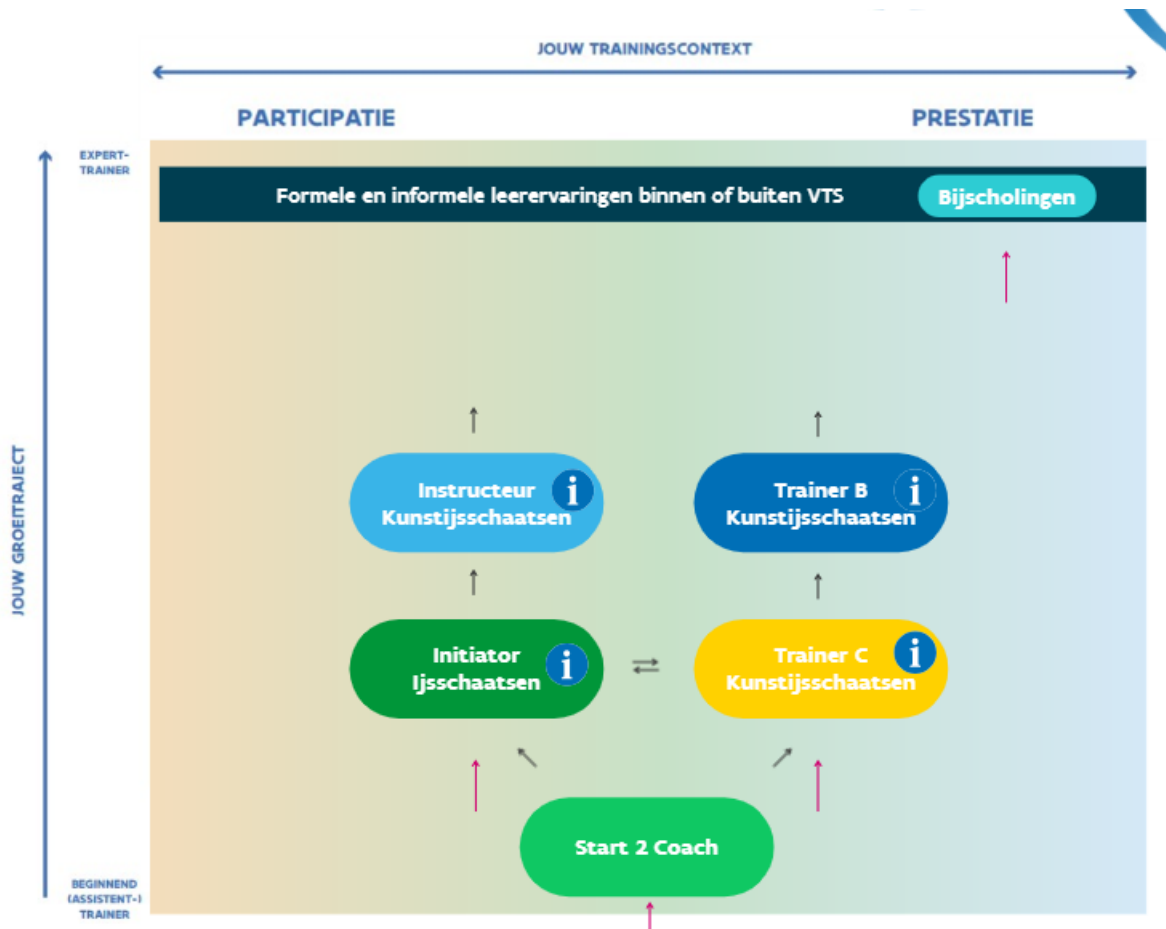 JOUW TRAININGSCONTEXT
PARTICIPATIE
PRESTATIE
EXPERT-
TRAINER
Formele en informele leerervaringen binnen of buiten VTS
Bijscholingen
JOUW GROEITRAJECT
Instructeur
Kunstijsschaatsen
i
Trainer B
Kunstijsschaatsen
i
Initiator
Ijsschaatsen
i
Trainer C
Kunstijsschaatsen
i
Start 2 Coach
BEGINNEND
(ASSISTENT-)
TRAINER